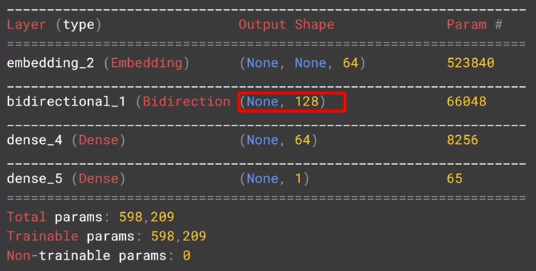 Layer (type) Output Shape Param #
embedding_2 (Embedding) (None, None, 64) 523840
bidirectional_1 (Bidirection (None, 128) 66048
dense_4 (Dense) (None, 64) 8256
dense_5 (Dense) (None, 1) 65
Total params: 598,209
Trainable params: 598,209
Non-trainable params: 0